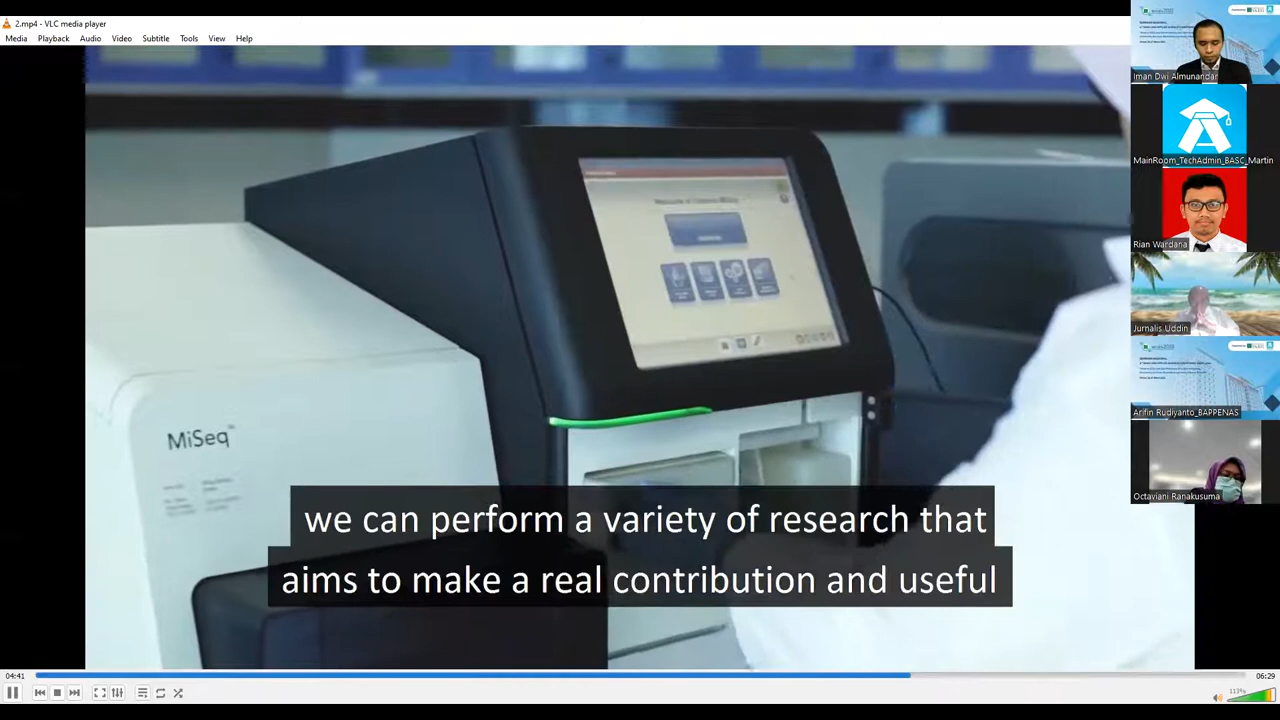 2.mp4 - VLC media player
Media Playback Audio Video Subtitle Tools View Help
MiSeq
we can perform a variety of research that
aims to make a real contribution and useful
04:41
06:29
113%
Iman Dwi Almunandar
MainRoom_TechAdmin_BASC_Martin
Rian Wardana
Jurnalis Uddin
Arifin Rudiyanto_BAPPENAS
Octaviani Ranakusuma